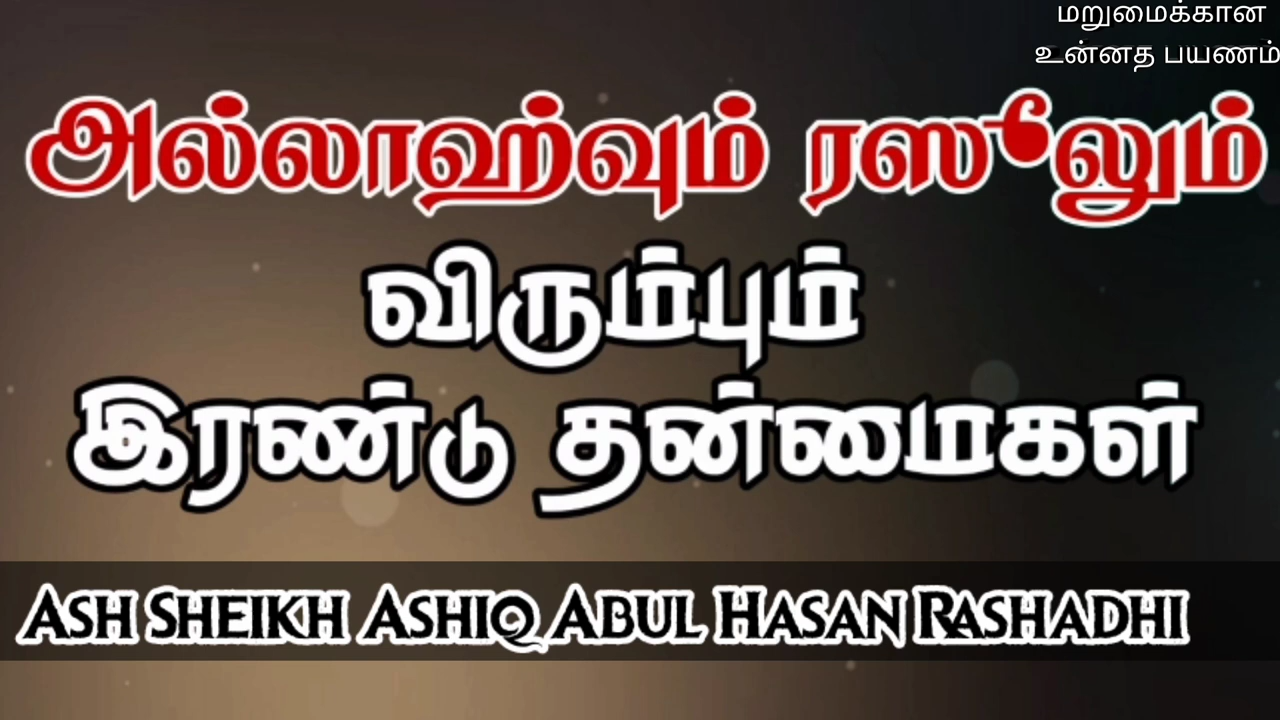 மறுமைக்கான
உன்னத பயணம்
அல்லாஹ்வும் ரஸூலும்
விரும்பும்
இரண்டு தன்மைகள்
ASH SHEIKH ASHIQ ABUL HASAN RASHADHI